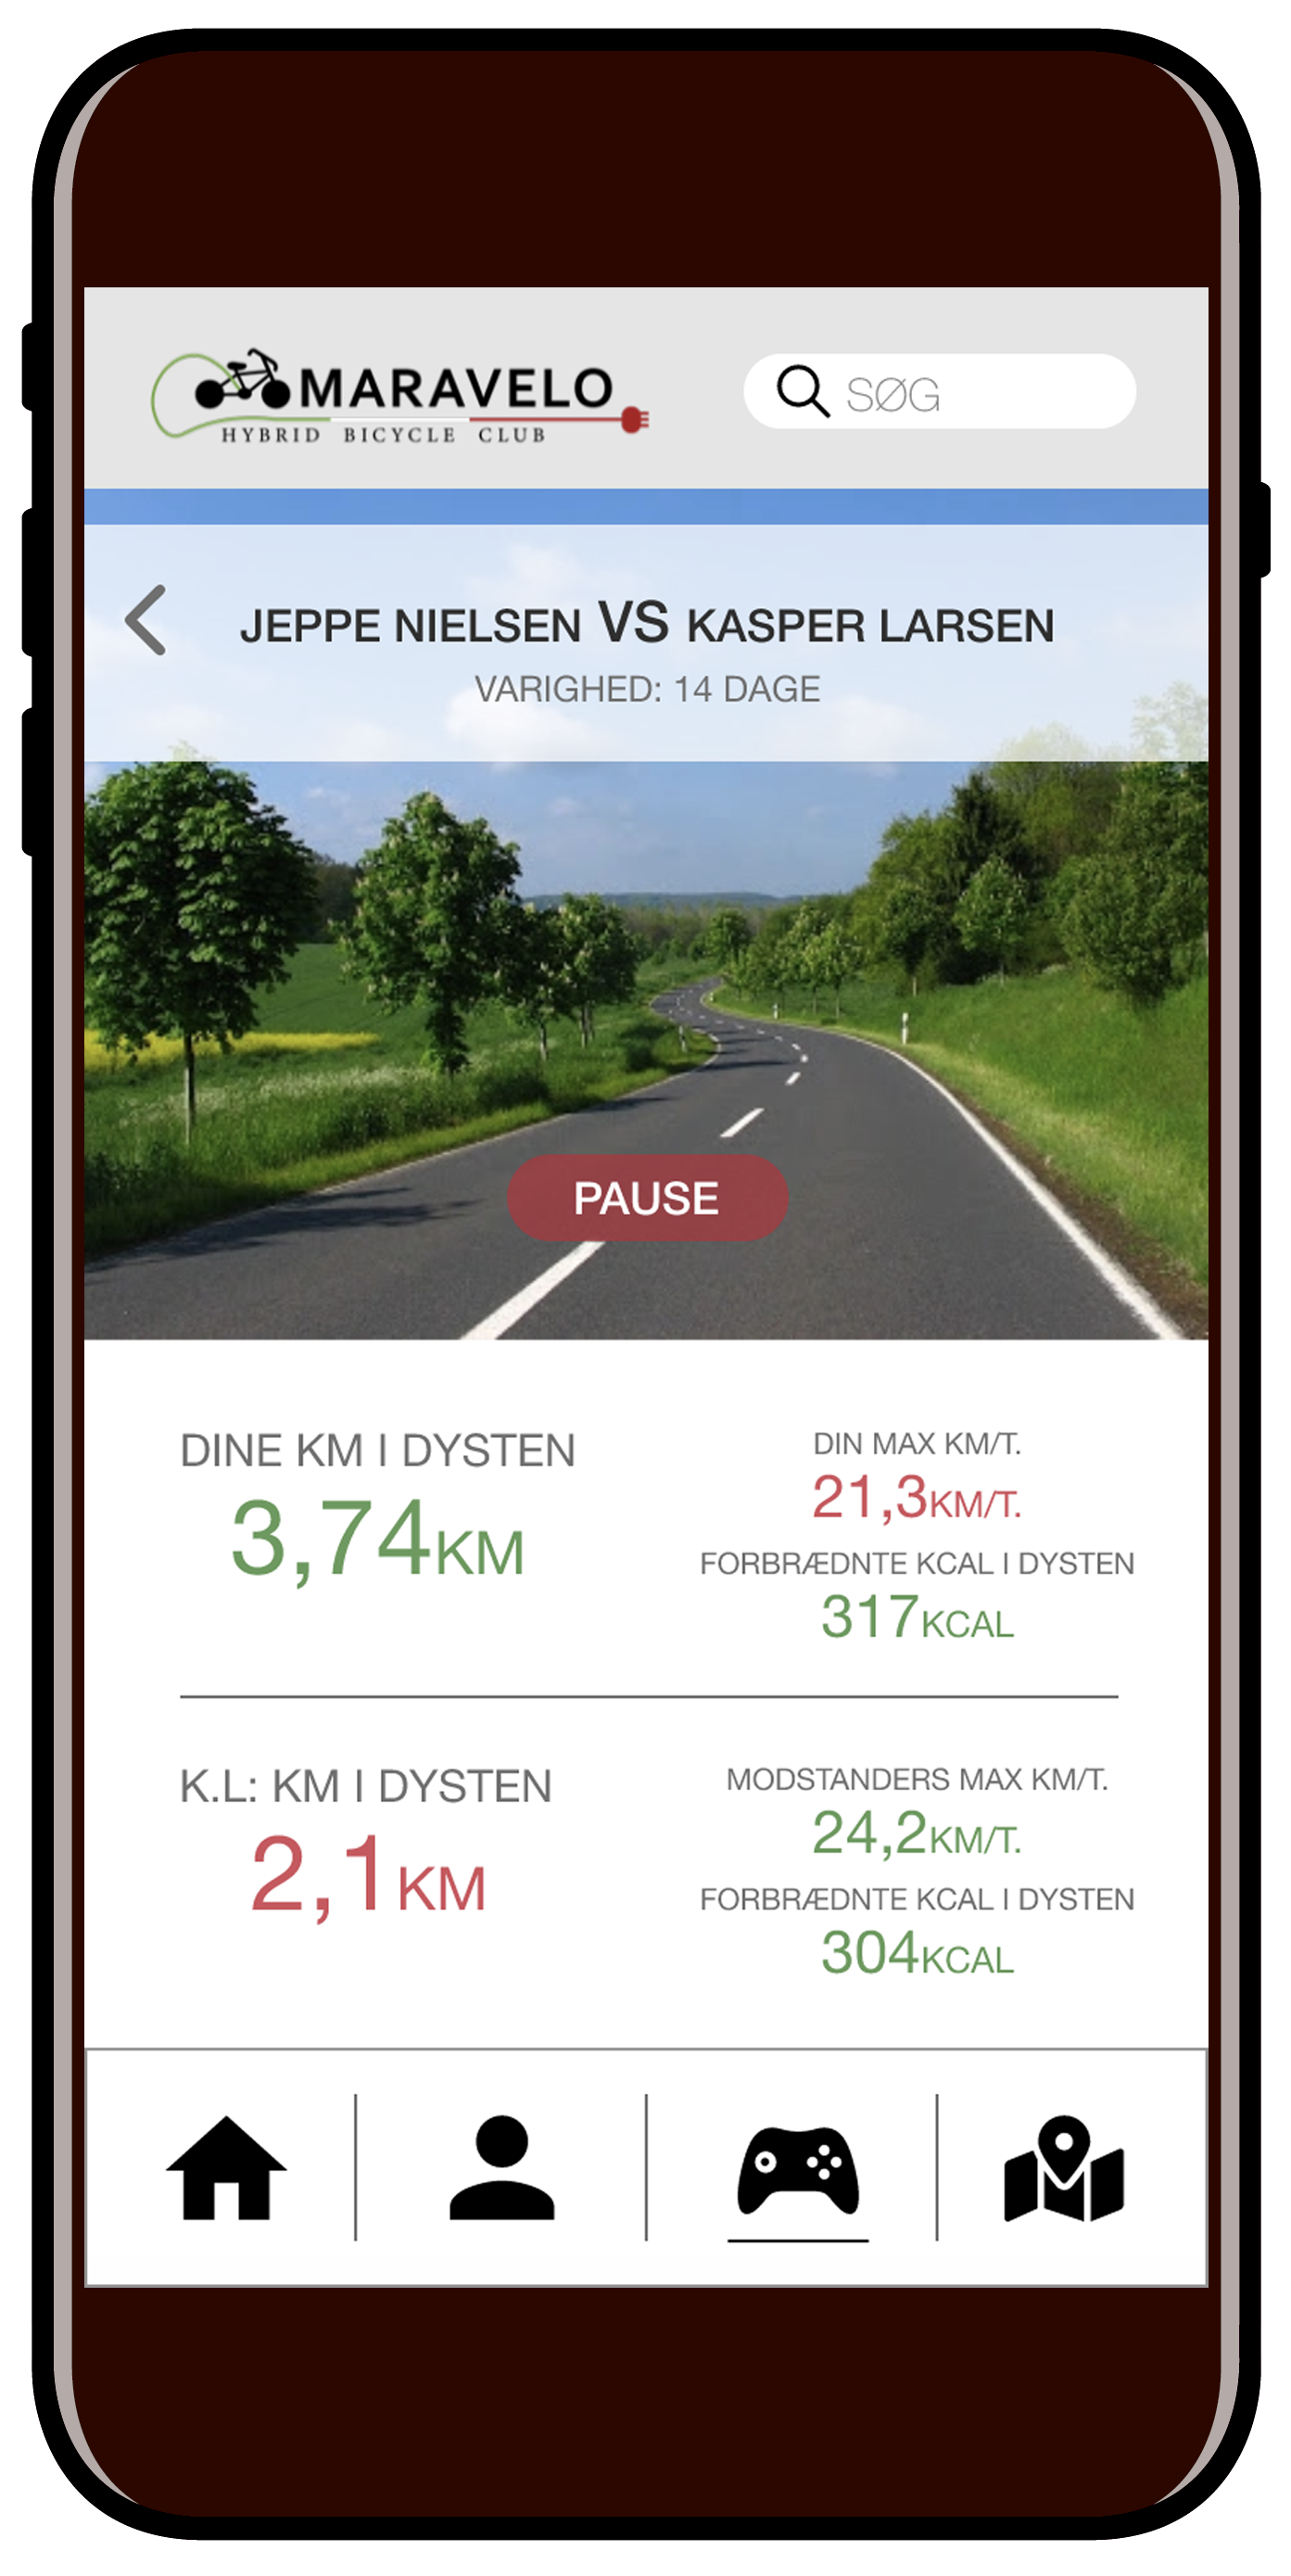 MARAVELO
HYBRID BICYCLE CLUB
SØG
JEPPE NIELSEN VS KASPER LARSEN
VARIGHED: 14 DAGE
PAUSE
DINE KM I DYSTEN
3,74KM
DIN MAX KM/T.
21,3KM/T.
FORBRÆDNTE KCAL I DYSTEN
317KCAL
K.L: KM I DYSTEN
2,1KM
MODSTANDERS MAX KM/T.
24,2KM/T.
FORBRÆDNTE KCAL I DYSTEN
304KCAL